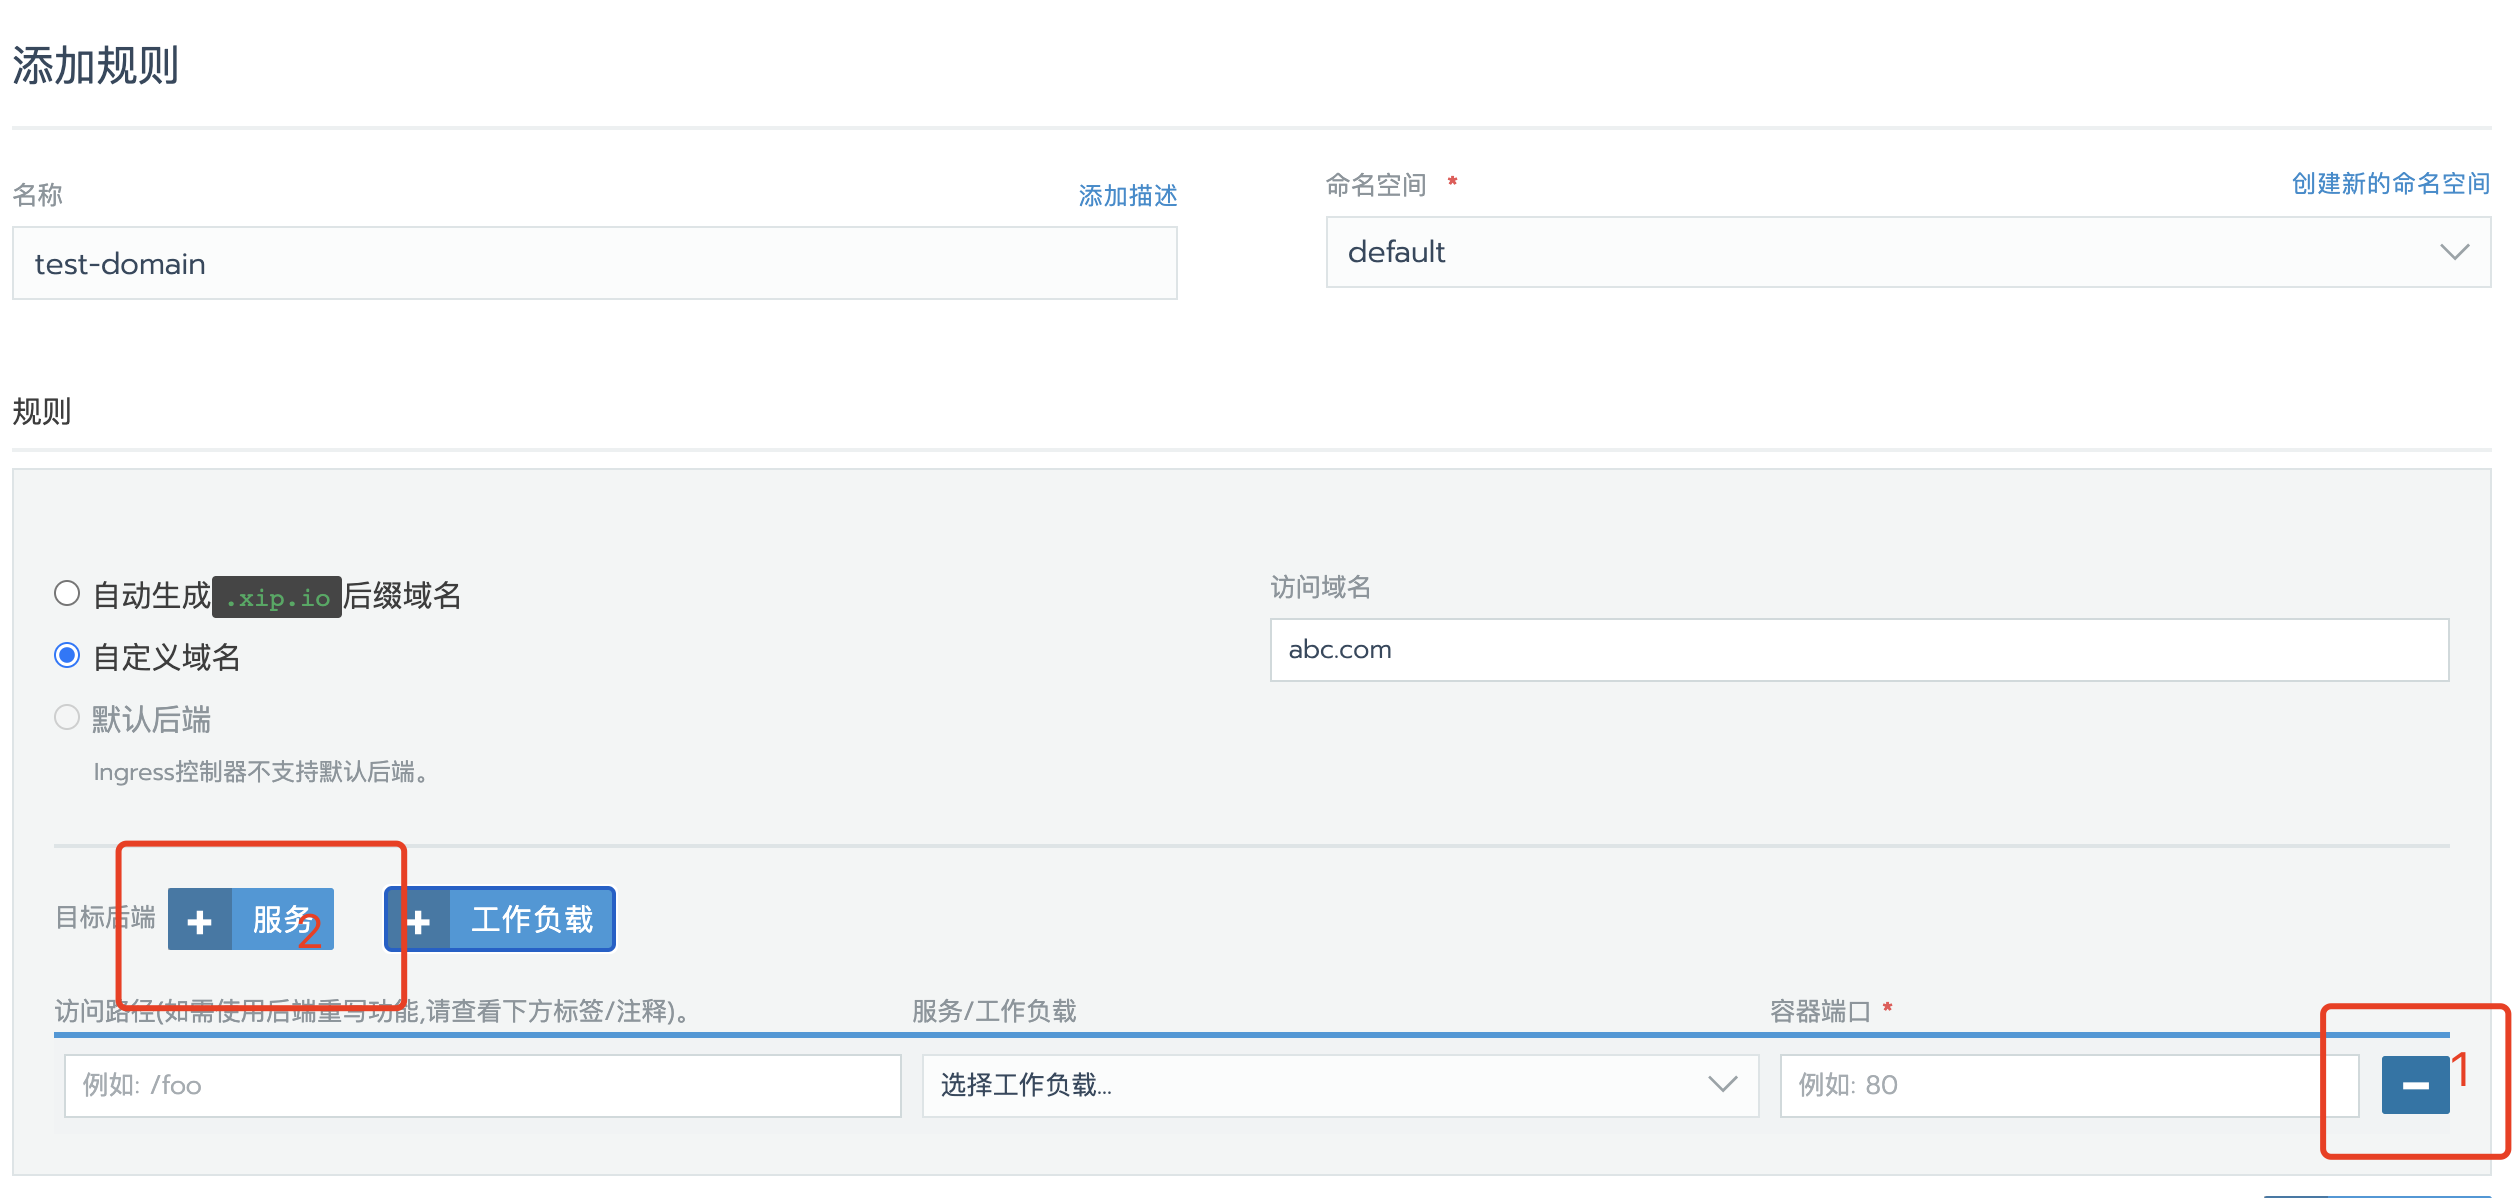 添加规则
名称 添加描述 命名空间 * 创建新的命名空间
test-domain default
规则
自动生成 .xip.io 后缀域名 访问域名
自定义域名 abc.com
默认后端
Ingress控制器不支持默认后端。
目标后端 + 服务 2 + 工作负载
访问路径(如需使用后端重写功能,请查看下方标签/注释)。 服务/工作负载 容器端口 *
例如: /foo 选择工作负载... 例如: 80 1